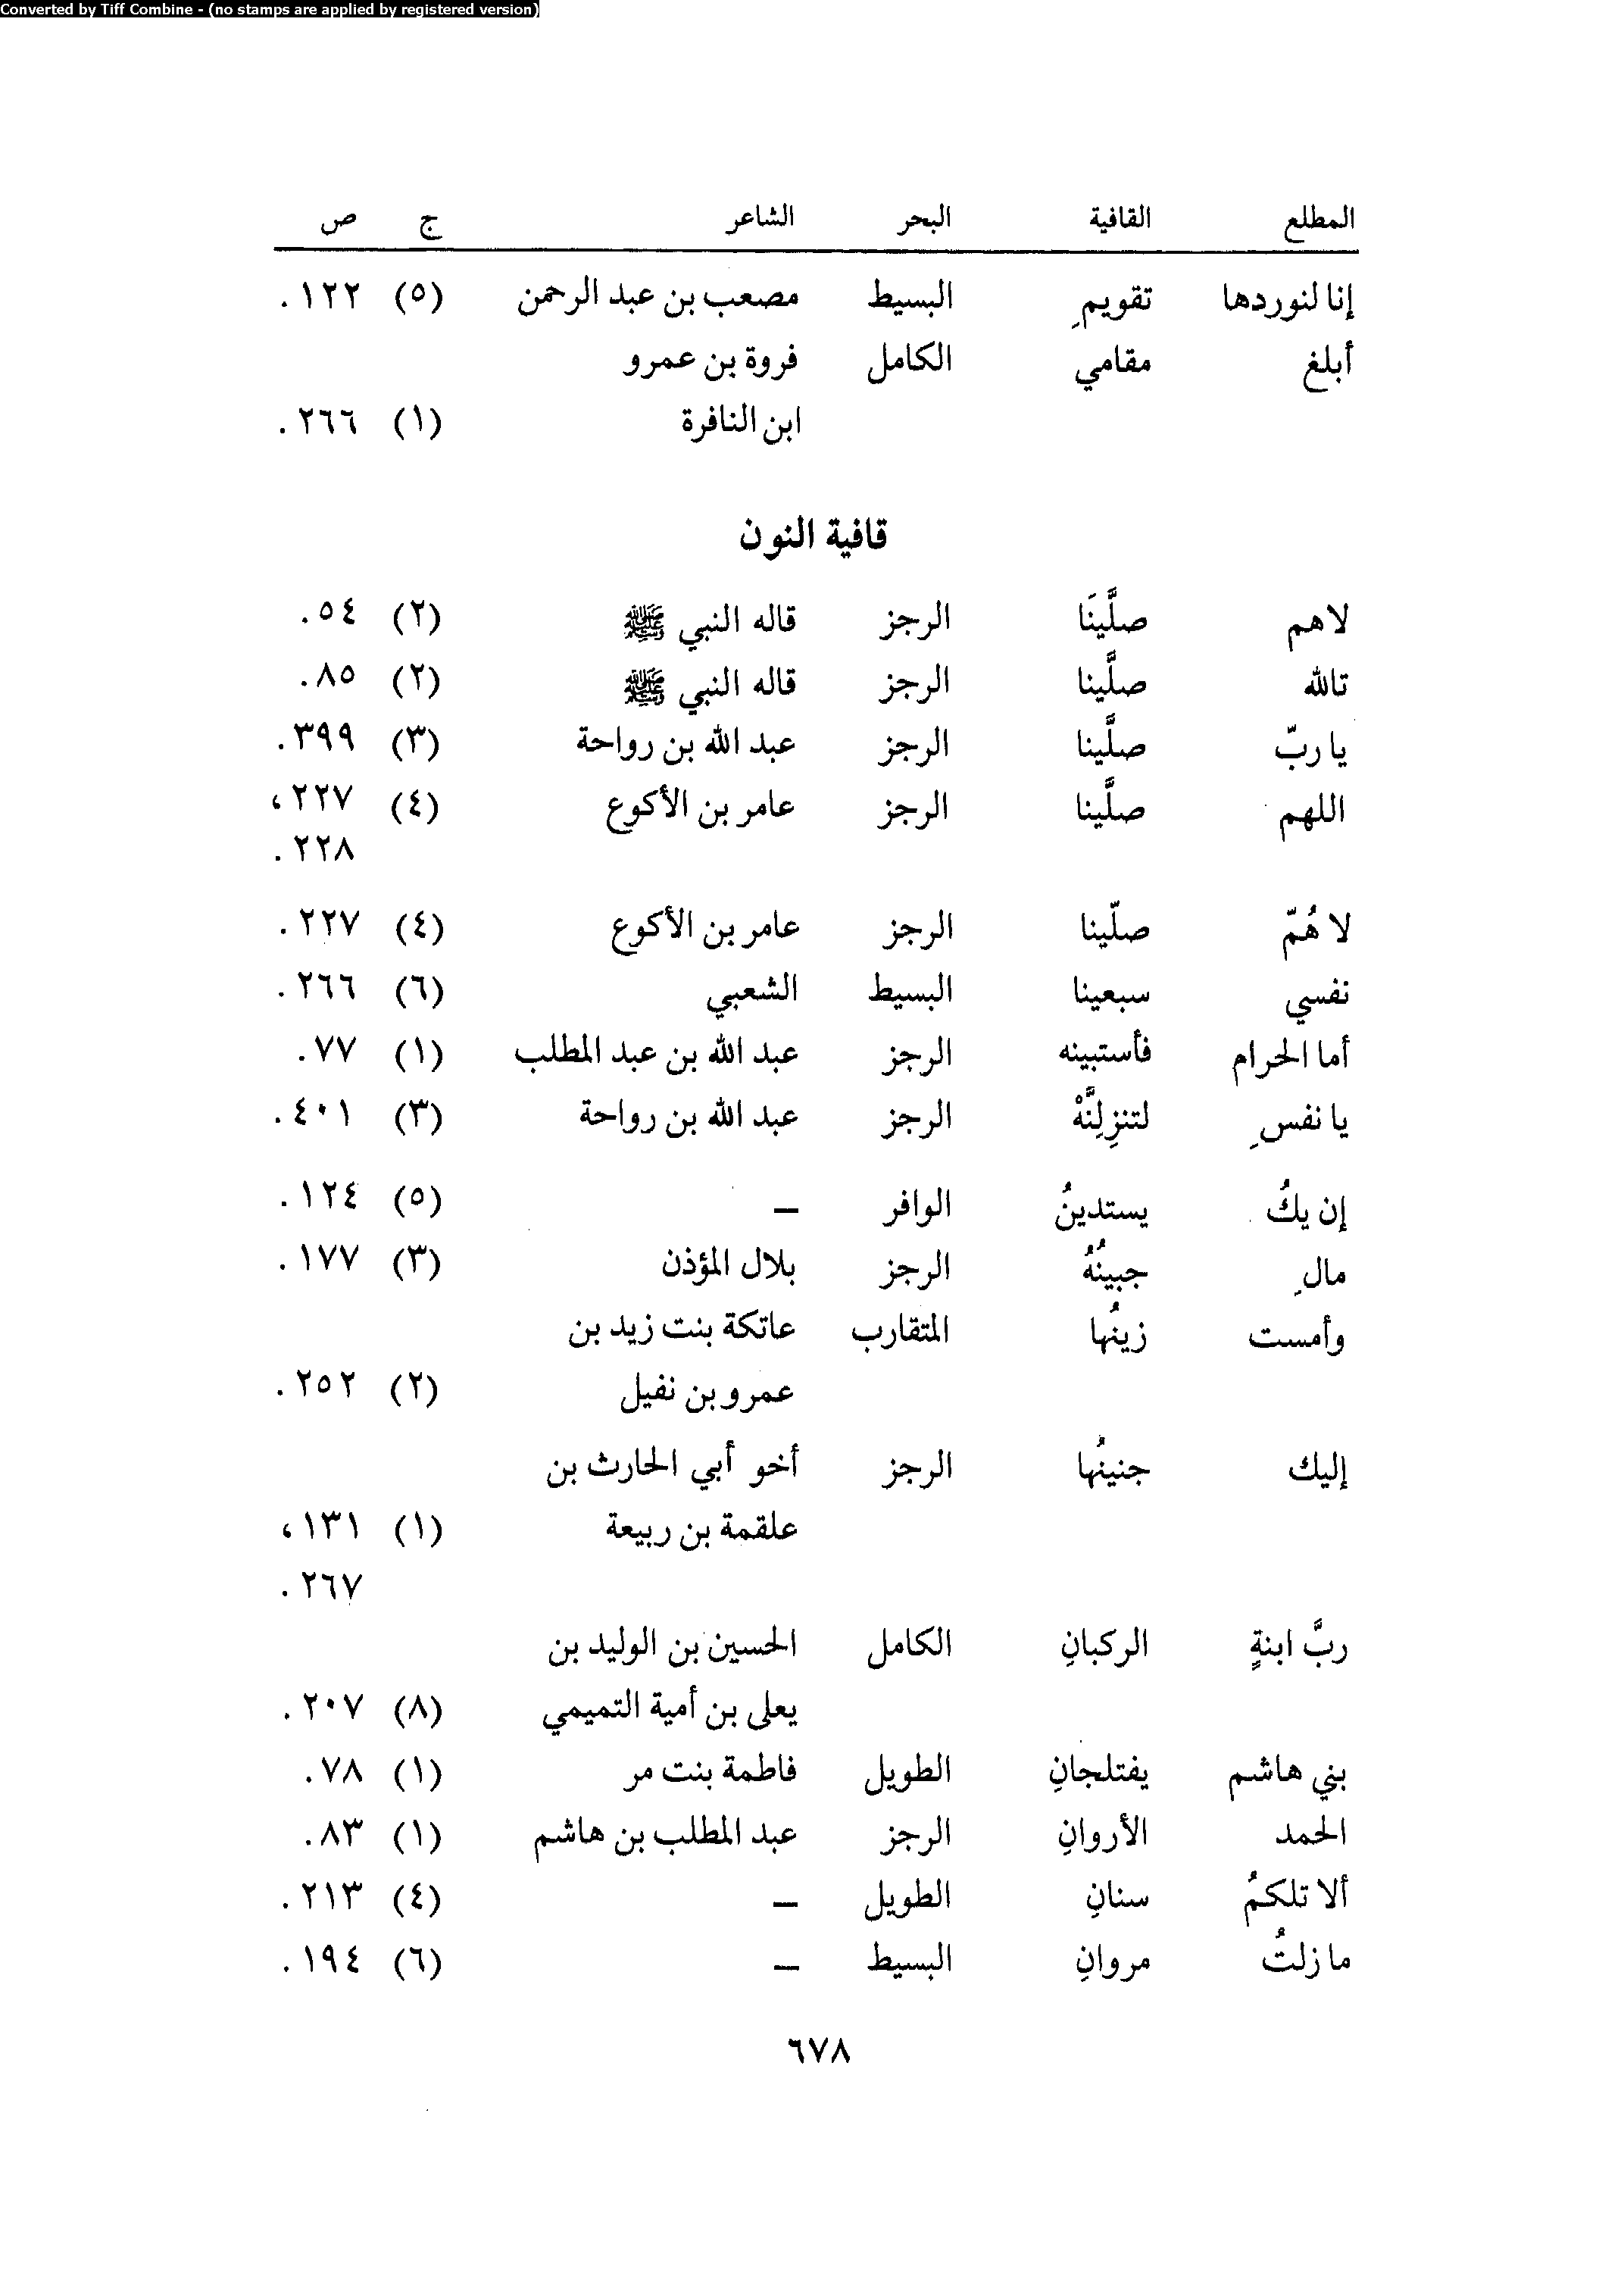 Converted by Tiff Combine - (no stamps are applied by registered version)
المطلع القافية البحر الشاعر ج ص
إنا لنوردها تقويمِ البسيط مصعب بن عبد الرحمن (٥) ١٢٢.
أبلغ مقامي الكامل فروة بن عمرو
ابن النافرة (١) ٢٦٦.
قافية النون
لاهم صلَّينَا الرجز قاله النبي ﷺ (٢) ٥٤.
تالله صلَّينا الرجز قاله النبي ﷺ (٢) ٨٥.
يا ربّ صلَّينا الرجز عبد الله بن رواحة (٣) ٣٩٩.
اللهم صلَّينا الرجز عامر بن الأكوع (٤) ٢٢٧،
٢٢٨.
لا هُمّ صلّينا الرجز عامر بن الأكوع (٤) ٢٢٧.
نفسي سبعينا البسيط الشعبي (٦) ٢٦٦.
أما الحرام فأستبينه الرجز عبد الله بن عبد المطلب (١) ٧٧.
يا نفسِ لتنزِلِنَّهْ الرجز عبد الله بن رواحة (٣) ٤٠١.
إن يكُ يستدينُ الوافر – (٥) ١٢٤.
مالِ جبينُهُ الرجز بلال المؤذن (٣) ١٧٧.
وأمست زينُها المتقارب عاتكة بنت زيد بن
عمرو بن نفيل (٢) ٢٥٢.
إليك جنينُها الرجز أخو أبي الحارث بن
علقمة بن ربيعة (١) ١٣١،
٢٦٧.
ربَّ ابنةٍ الركبانِ الكامل الحسين بن الوليد بن
يعلى بن أمية التميمي (٨) ٢٠٧.
بني هاشم يفتلجانِ الطويل فاطمة بنت مر (١) ٧٨.
الحمد الأروانِ الرجز عبد المطلب بن هاشم (١) ٨٣.
ألا تلكمُ سنانِ الطويل – (٤) ٢١٣.
ما زلتُ مروانِ البسيط – (٦) ١٩٤.
٦٧٨